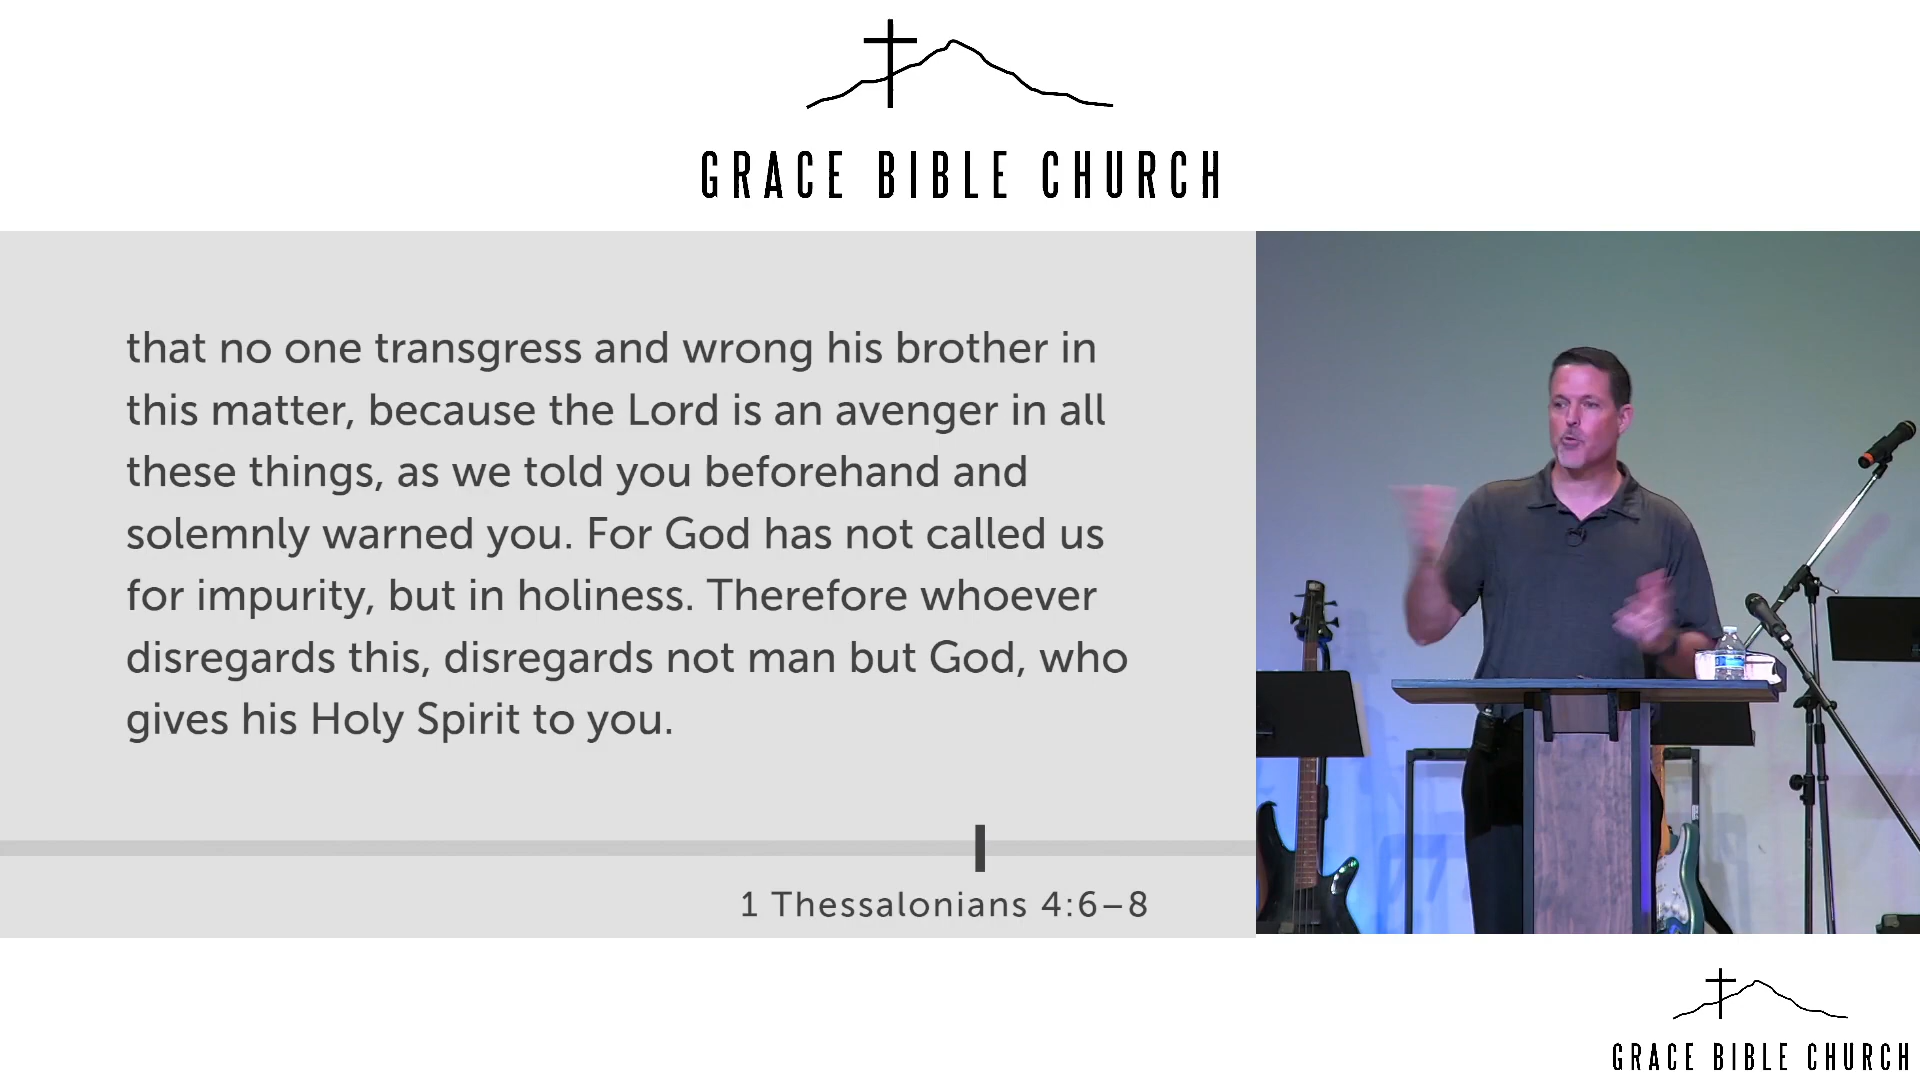 GRACE BIBLE CHURCH
that no one transgress and wrong his brother in
this matter, because the Lord is an avenger in all
these things, as we told you beforehand and
solemnly warned you. For God has not called us
for impurity, but in holiness. Therefore whoever
disregards this, disregards not man but God, who
gives his Holy Spirit to you.
1 Thessalonians 4:6–8
GRACE BIBLE CHURCH